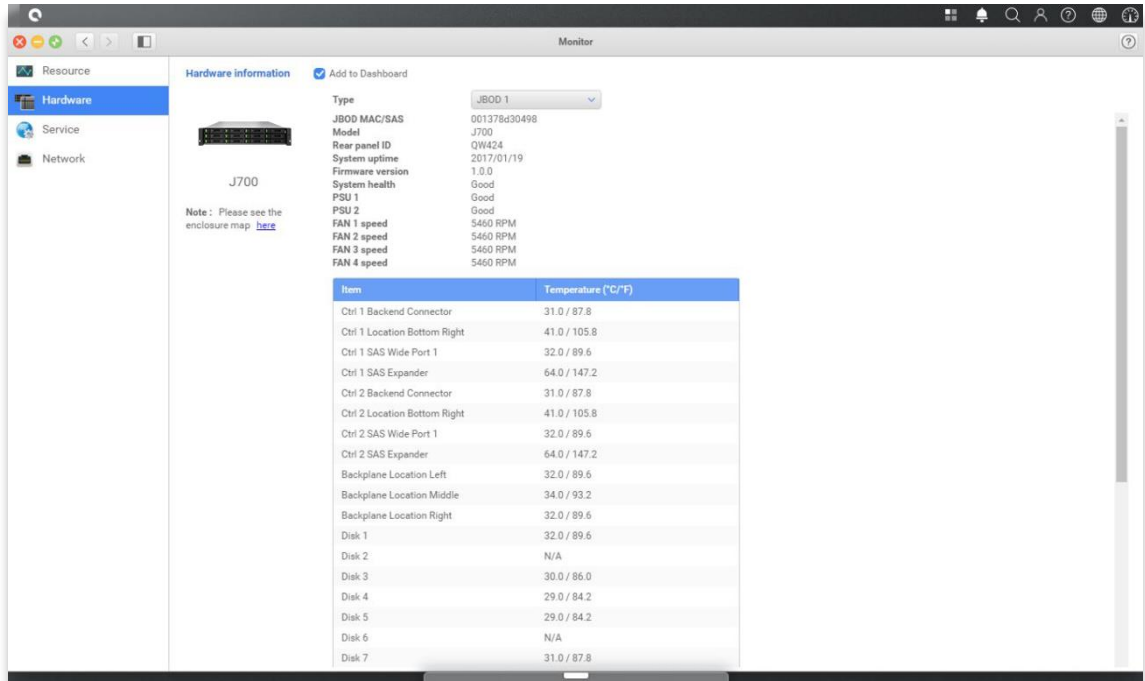 Monitor
Resource
Hardware
Service
Network
Hardware information
Add to Dashboard
J700
Note : Please see the
enclosure map here
Type JBOD 1
JBOD MAC/SAS 001378d30498
Model J700
Rear panel ID QW424
System uptime 2017/01/19
Firmware version 1.0.0
System health Good
PSU 1 Good
PSU 2 Good
FAN 1 speed 5460 RPM
FAN 2 speed 5460 RPM
FAN 3 speed 5460 RPM
FAN 4 speed 5460 RPM
Item Temperature (°C/°F)
Ctrl 1 Backend Connector 31.0 / 87.8
Ctrl 1 Location Bottom Right 41.0 / 105.8
Ctrl 1 SAS Wide Port 1 32.0 / 89.6
Ctrl 1 SAS Expander 64.0 / 147.2
Ctrl 2 Backend Connector 31.0 / 87.8
Ctrl 2 Location Bottom Right 41.0 / 105.8
Ctrl 2 SAS Wide Port 1 32.0 / 89.6
Ctrl 2 SAS Expander 64.0 / 147.2
Backplane Location Left 32.0 / 89.6
Backplane Location Middle 34.0 / 93.2
Backplane Location Right 32.0 / 89.6
Disk 1 32.0 / 89.6
Disk 2 N/A
Disk 3 30.0 / 86.0
Disk 4 29.0 / 84.2
Disk 5 29.0 / 84.2
Disk 6 N/A
Disk 7 31.0 / 87.8